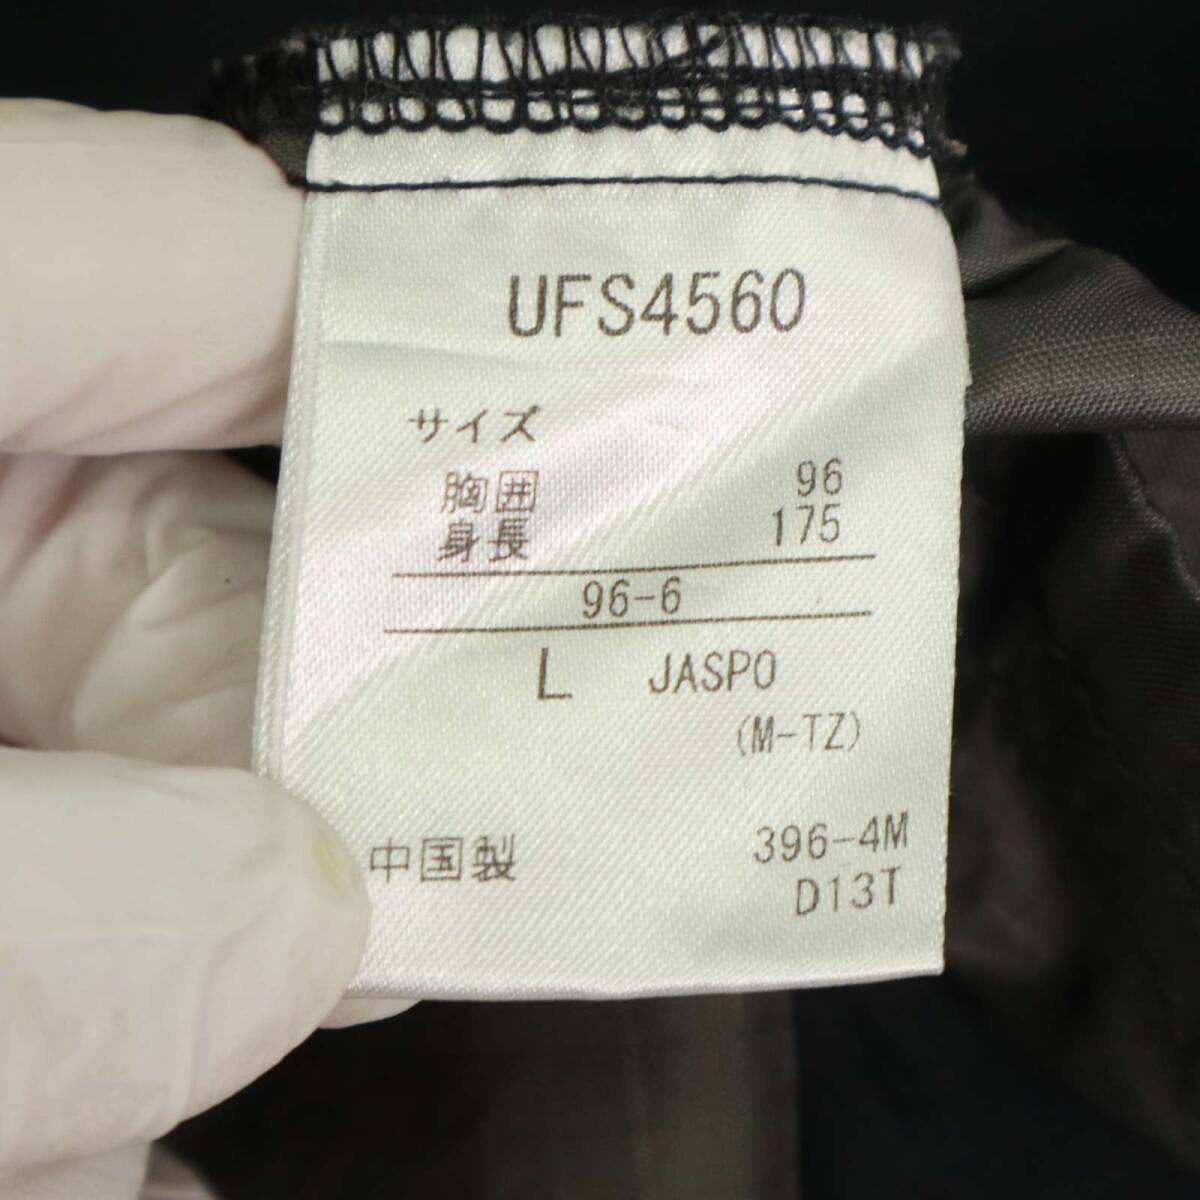 UFS4560
サイズ
胸囲 96
身長 175
96-6
L JASPO
(M-TZ)
中国製 396-4M
D13T